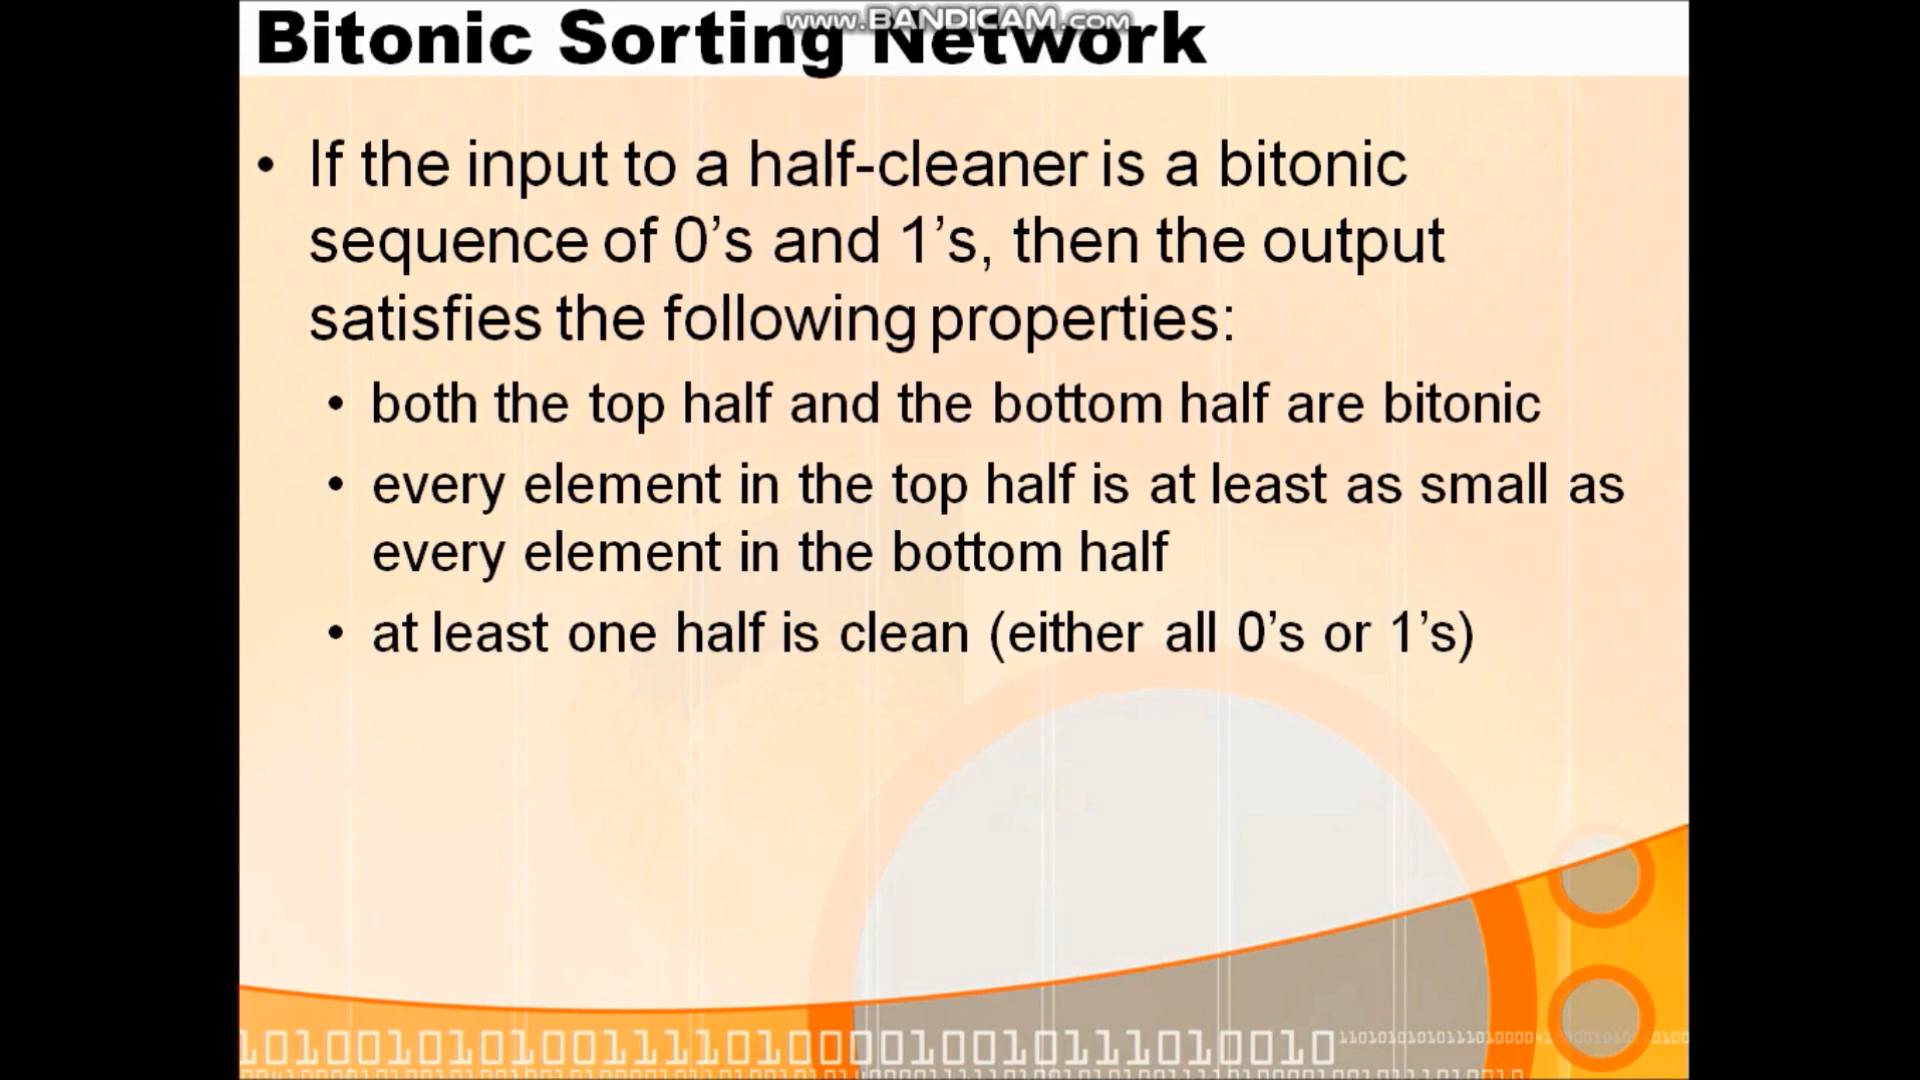 www.BANDICAM.com
Bitonic Sorting Network
• If the input to a half-cleaner is a bitonic
sequence of 0’s and 1’s, then the output
satisfies the following properties:
• both the top half and the bottom half are bitonic
• every element in the top half is at least as small as
every element in the bottom half
• at least one half is clean (either all 0’s or 1’s)
101001010100111101000010010111010010